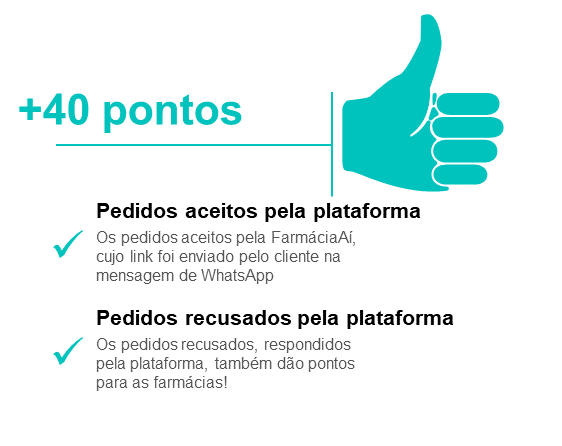 +40 pontos
Pedidos aceitos pela plataforma
Os pedidos aceitos pela FarmáciaAí,
cujo link foi enviado pelo cliente na
mensagem de WhatsApp
Pedidos recusados pela plataforma
Os pedidos recusados, respondidos
pela plataforma, também dão pontos
para as farmácias!